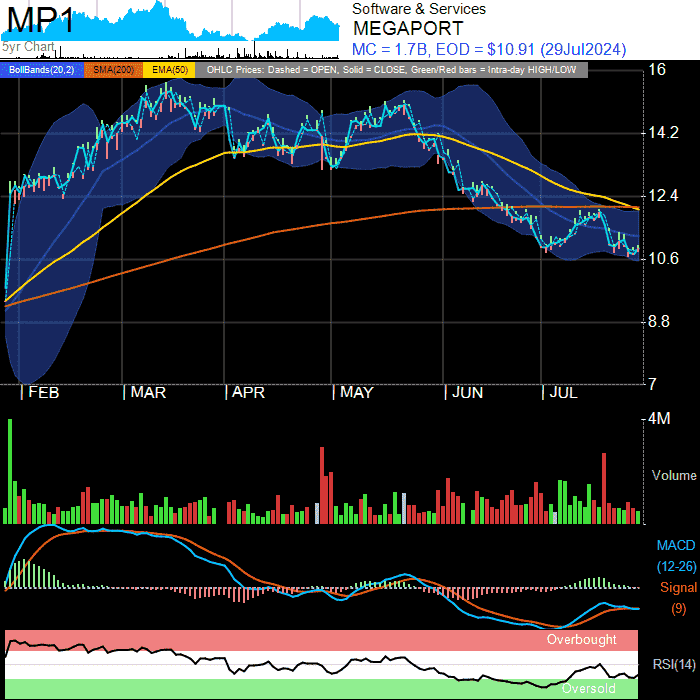 MP1
5yr Chart
Software & Services
MEGAPORT
MC = 1.7B, EOD = $10.91 (29Jul2024)
BollBands(20,2) SMA(200) EMA(50) OHLC Prices: Dashed = OPEN, Solid = CLOSE, Green/Red bars = Intra-day HIGH/LOW
16
14.2
12.4
10.6
8.8
7
FEB MAR APR MAY JUN JUL
4M
Volume
MACD
(12-26)
Signal
(9)
Overbought
RSI(14)
Oversold